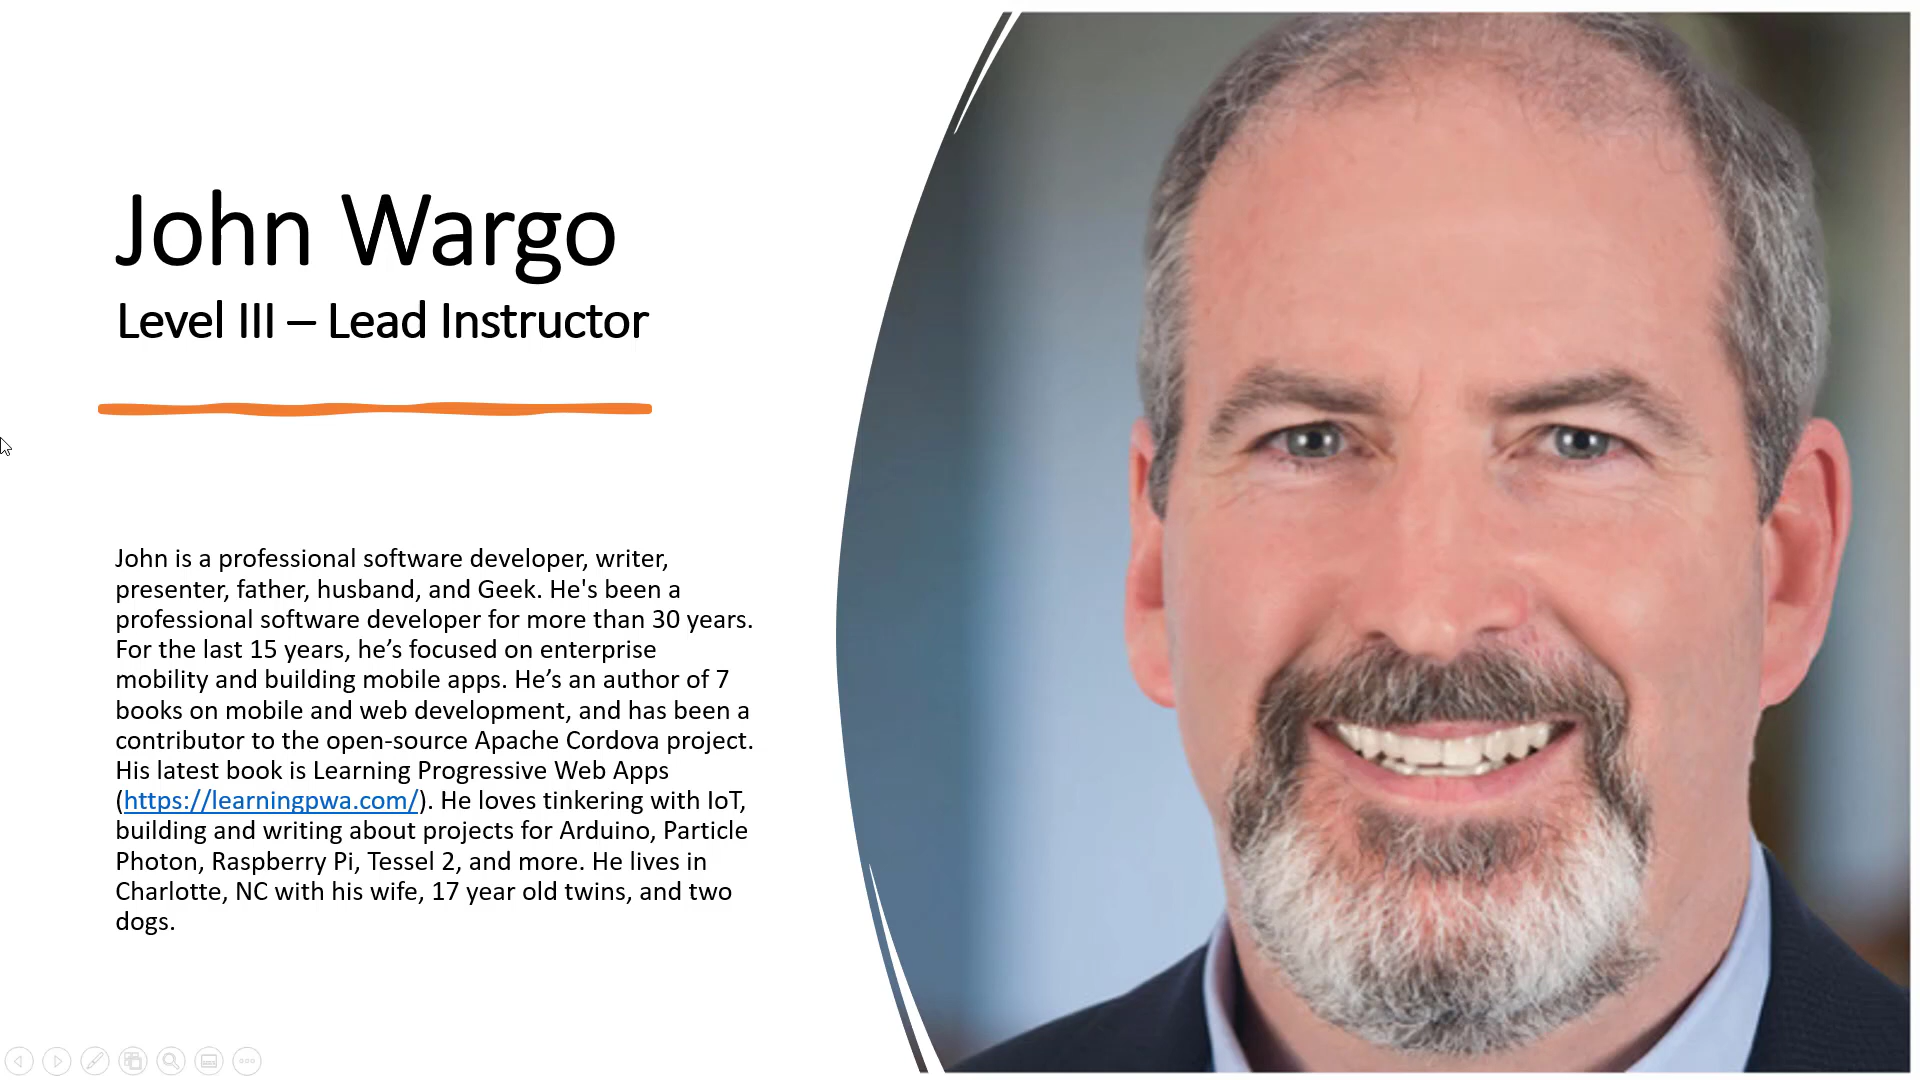 John Wargo
Level III – Lead Instructor
John is a professional software developer, writer,
presenter, father, husband, and Geek. He's been a
professional software developer for more than 30 years.
For the last 15 years, he’s focused on enterprise
mobility and building mobile apps. He’s an author of 7
books on mobile and web development, and has been a
contributor to the open-source Apache Cordova project.
His latest book is Learning Progressive Web Apps
(https://learningpwa.com/). He loves tinkering with IoT,
building and writing about projects for Arduino, Particle
Photon, Raspberry Pi, Tessel 2, and more. He lives in
Charlotte, NC with his wife, 17 year old twins, and two
dogs.